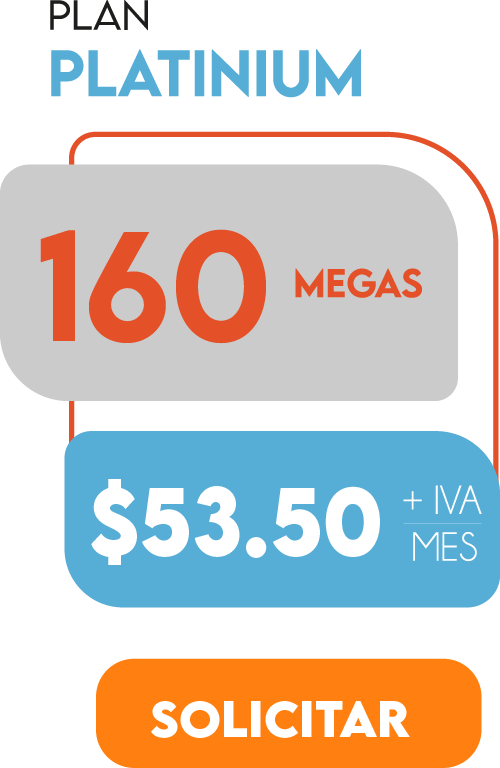 PLAN
PLATINIUM
160 MEGAS
$53.50 + IVA
MES
SOLICITAR